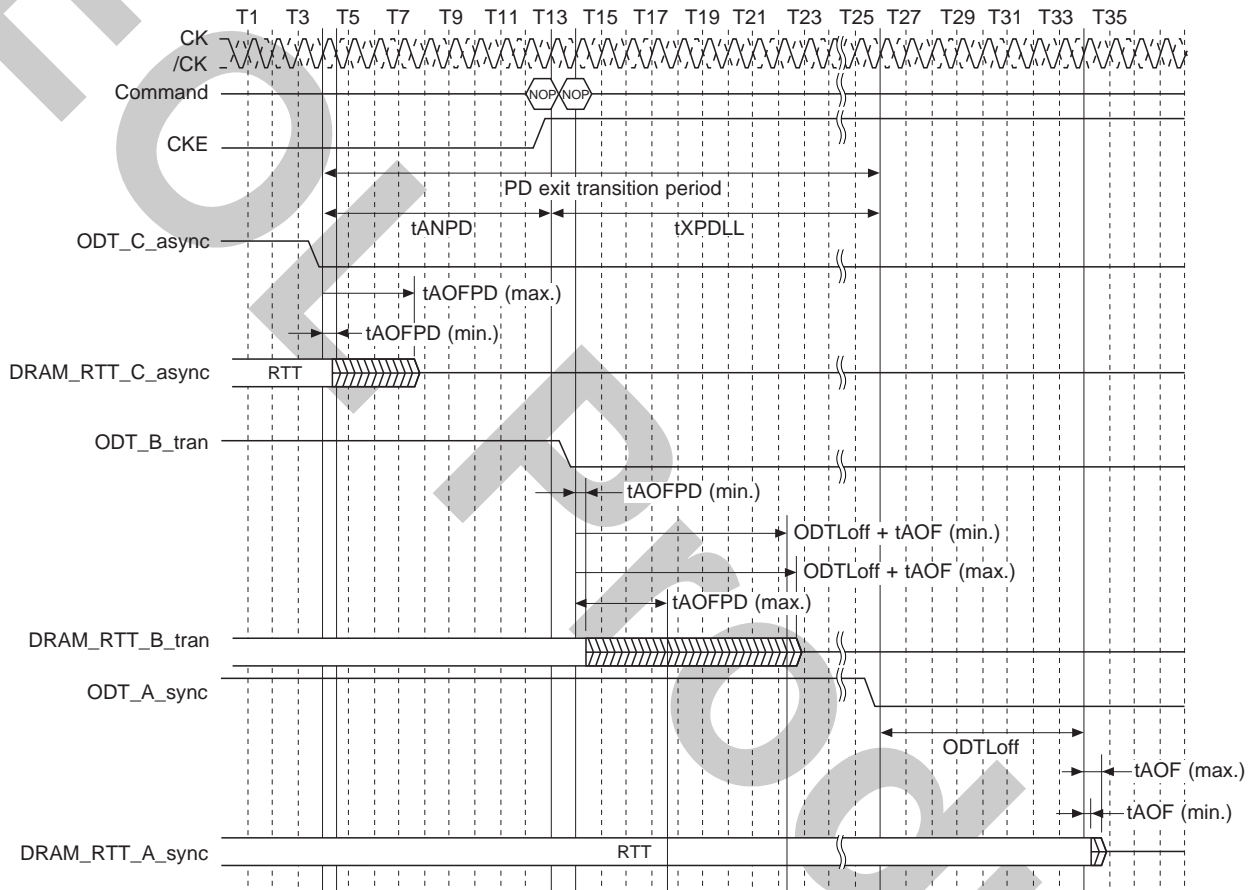 T1 T3 T5 T7 T9 T11 T13 T15 T17 T19 T21 T23 T25 T27 T29 T31 T33 T35
CK
/CK
Command NOP NOP
CKE
PD exit transition period
tANPD tXPDLL
ODT_C_async
tAOFPD (max.)
tAOFPD (min.)
DRAM_RTT_C_async RTT
ODT_B_tran
tAOFPD (min.)
ODTLoff + tAOF (min.)
ODTLoff + tAOF (max.)
tAOFPD (max.)
DRAM_RTT_B_tran
ODT_A_sync
ODTLoff
tAOF (max.)
tAOF (min.)
DRAM_RTT_A_sync RTT